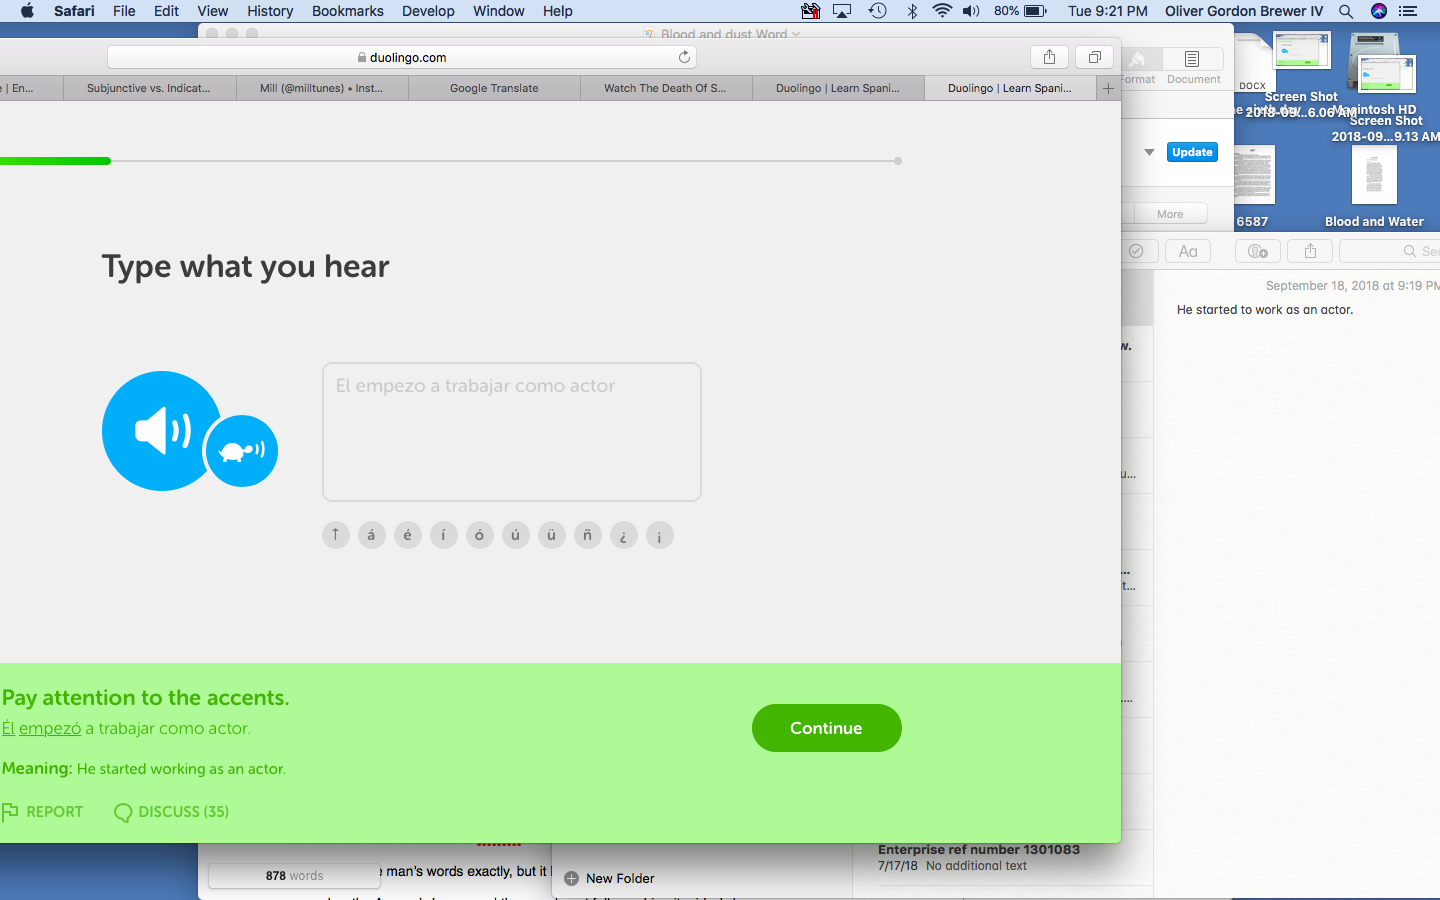 Safari File Edit View History Bookmarks Develop Window Help 80% Tue 9:21 PM Oliver Gordon Brewer IV
Blood and dust Word
duolingo.com
e | En... Subjunctive vs. Indicat... Mill (@milltunes) • Inst... Google Translate Watch The Death Of S... Duolingo | Learn Spani... Duolingo | Learn Spani...
Format Document
DOCX
Screen Shot
2018-09...6.06 AM
Macintosh HD
Screen Shot
2018-09...9.13 AM
Update
More
6587
Blood and Water
Type what you hear
El empezo a trabajar como actor
á é í ó ú ü ñ ¿ ¡
Aa
September 18, 2018 at 9:19 PM
He started to work as an actor.
w.
u...
...
t...
....
Pay attention to the accents.
Él empezó a trabajar como actor.
Meaning: He started working as an actor.
REPORT DISCUSS (35)
Continue
878 words
man's words exactly, but it
New Folder
Enterprise ref number 1301083
7/17/18 No additional text